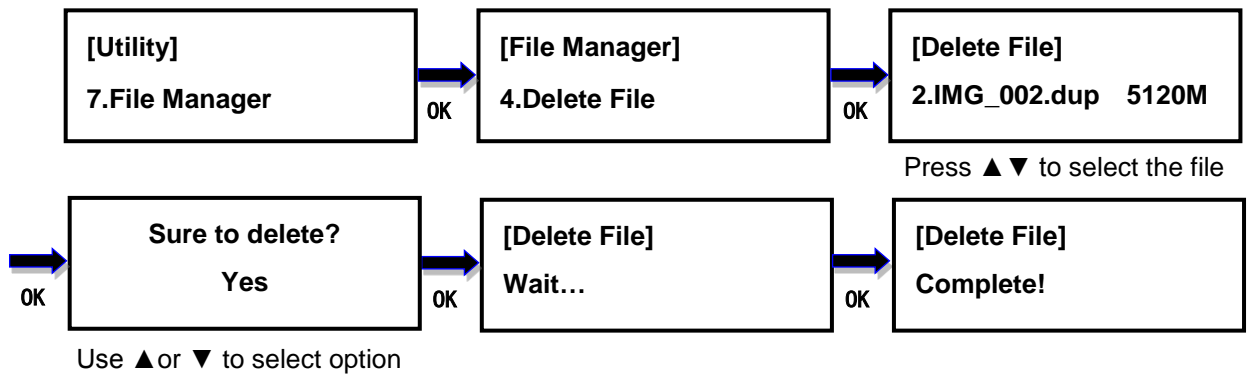 [Utility]
7.File Manager
OK
[File Manager]
4.Delete File
OK
[Delete File]
2.IMG_002.dup 5120M
Press ▲▼ to select the file
OK
Sure to delete?
Yes
Use ▲or ▼ to select option
OK
[Delete File]
Wait…
OK
[Delete File]
Complete!